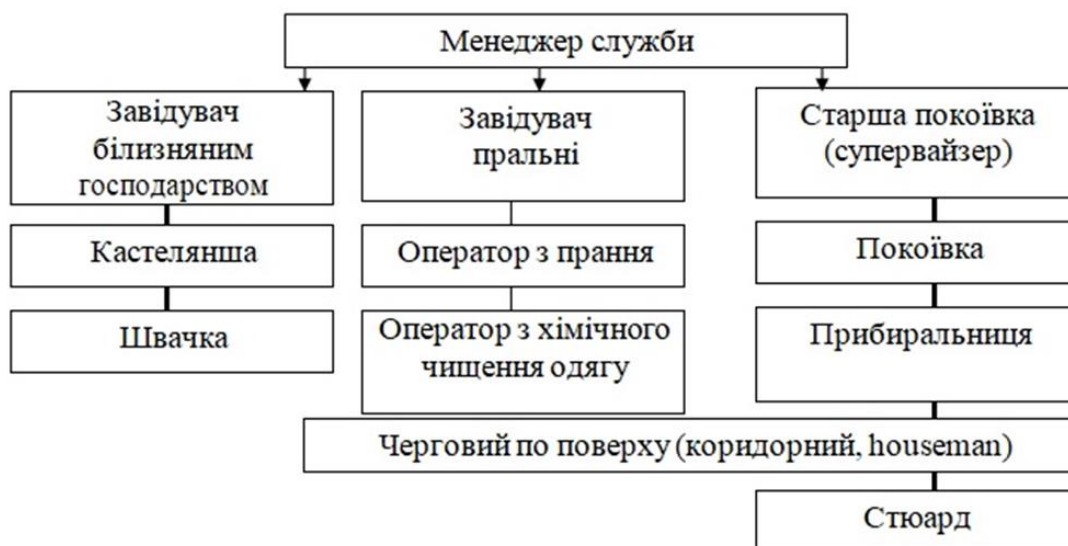 Менеджер служби
Завідувач
білизняним
господарством
Завідувач
пральні
Старша покоївка
(супервайзер)
Кастелянша
Оператор з прання
Покоївка
Швачка
Оператор з хімічного
чищення одягу
Прибиральниця
Черговий по поверху (коридорний, houseman)
Стюард